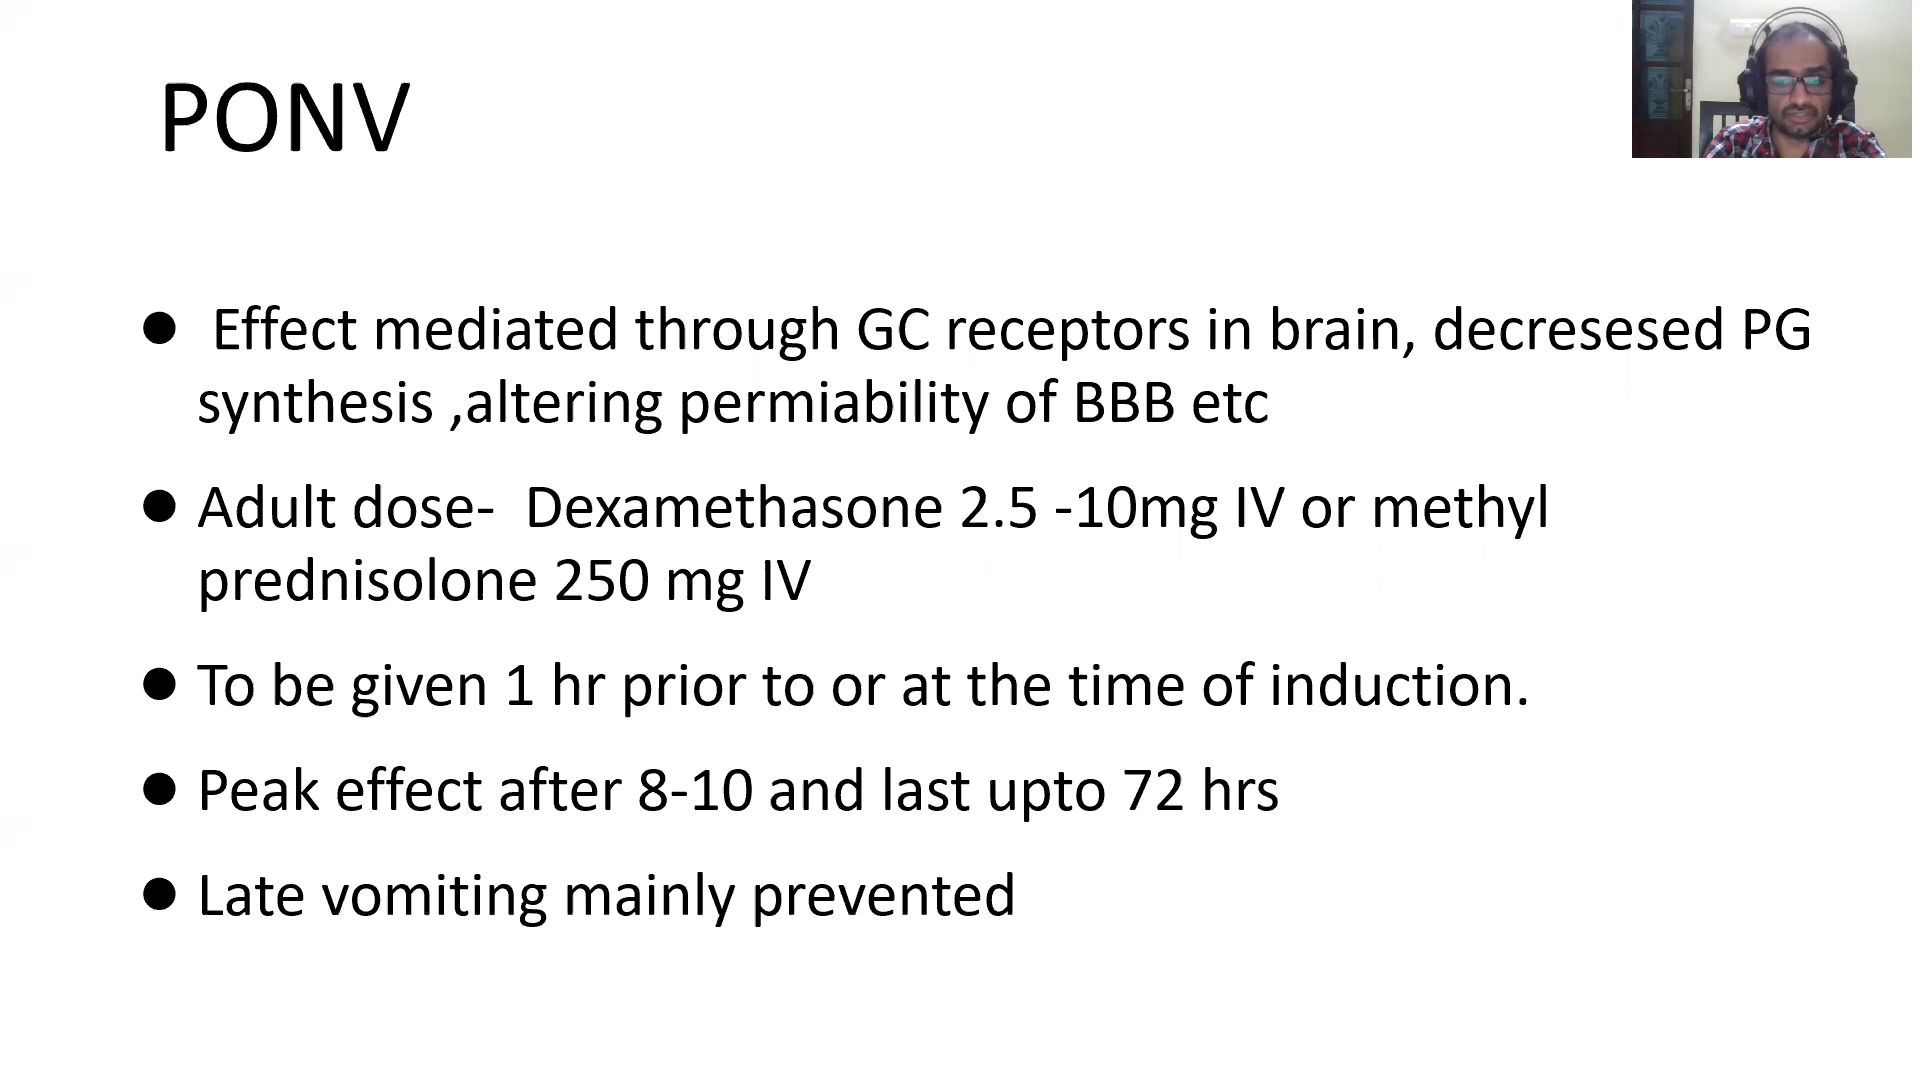 PONV
● Effect mediated through GC receptors in brain, decresesed PG
synthesis ,altering permiability of BBB etc
● Adult dose-  Dexamethasone 2.5 -10mg IV or methyl
prednisolone 250 mg IV
● To be given 1 hr prior to or at the time of induction.
● Peak effect after 8-10 and last upto 72 hrs
● Late vomiting mainly prevented